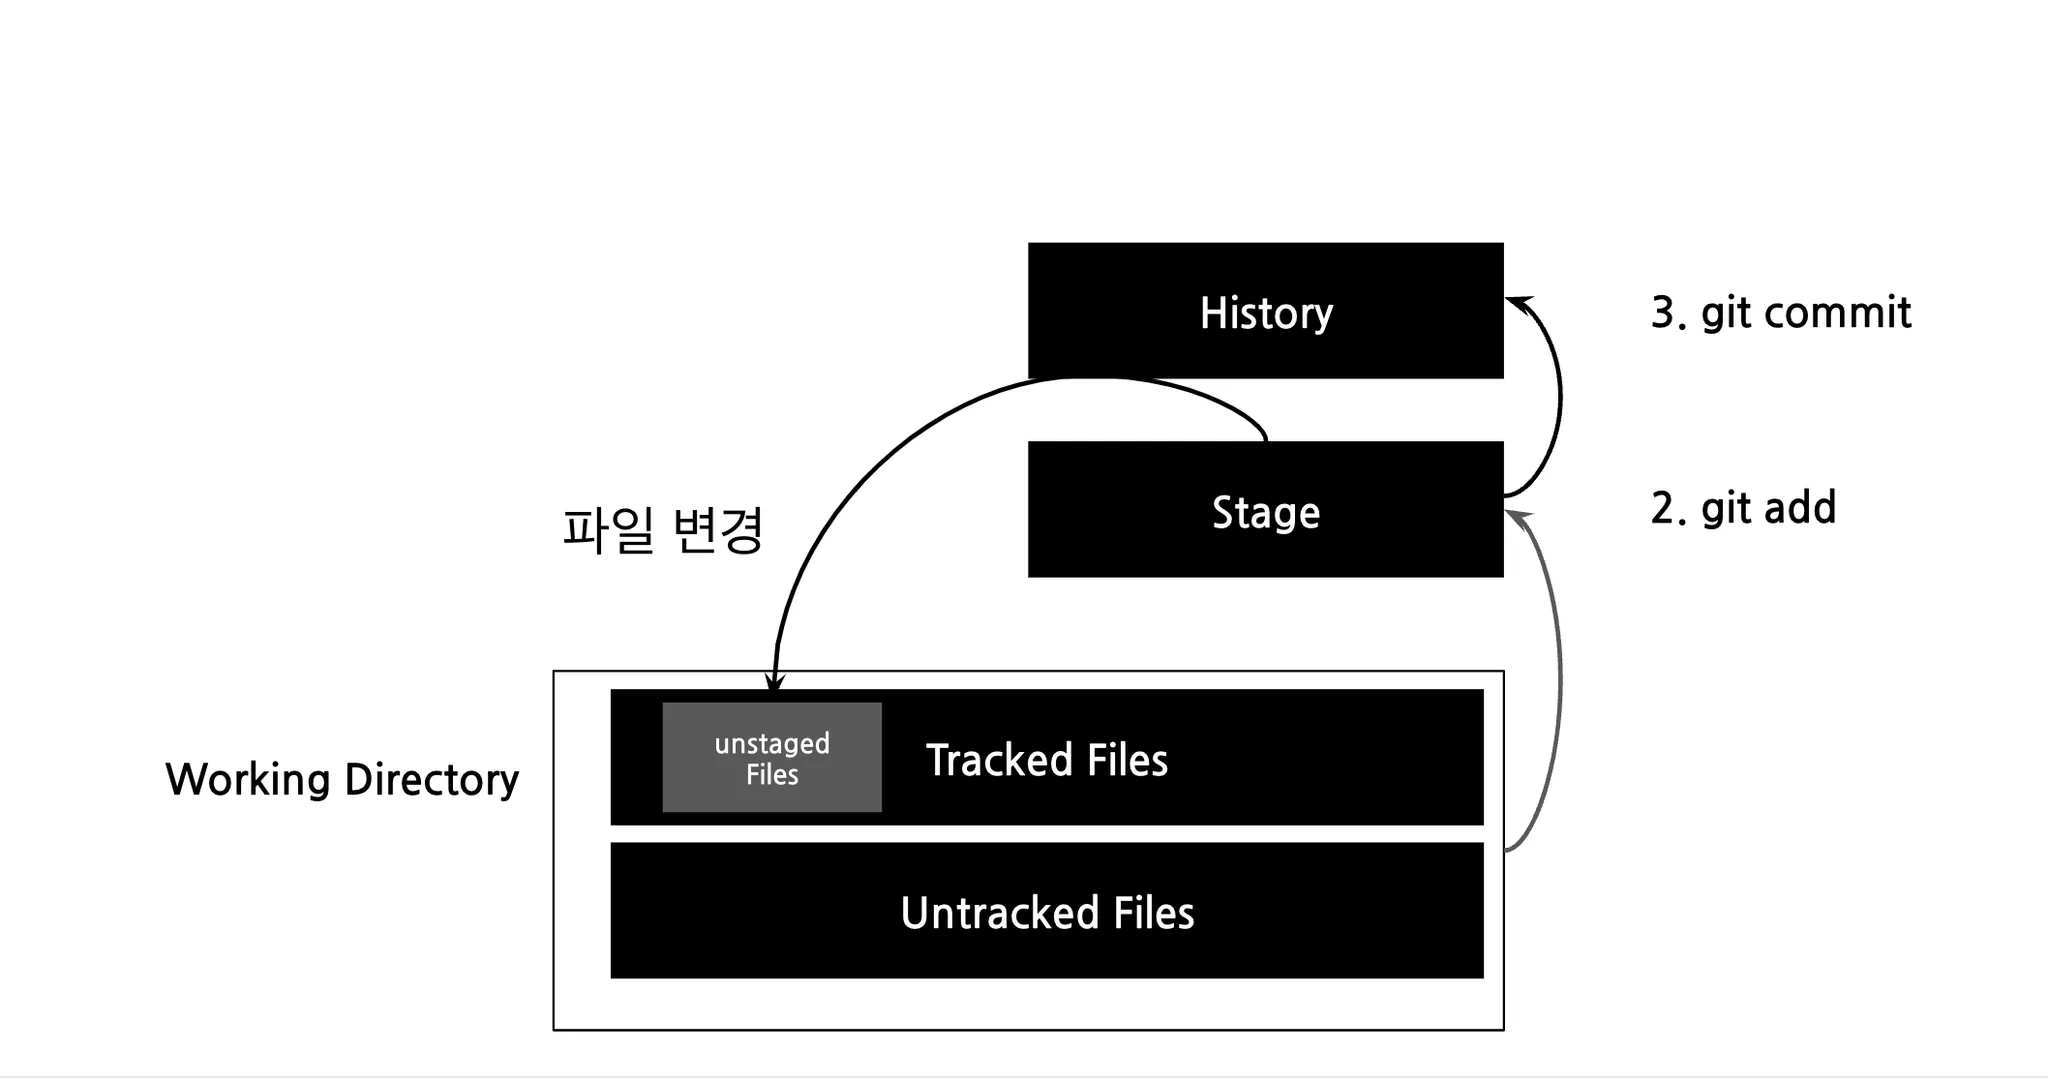 History
3. git commit
Stage
2. git add
파일 변경
Working Directory
unstaged
Files
Tracked Files
Untracked Files